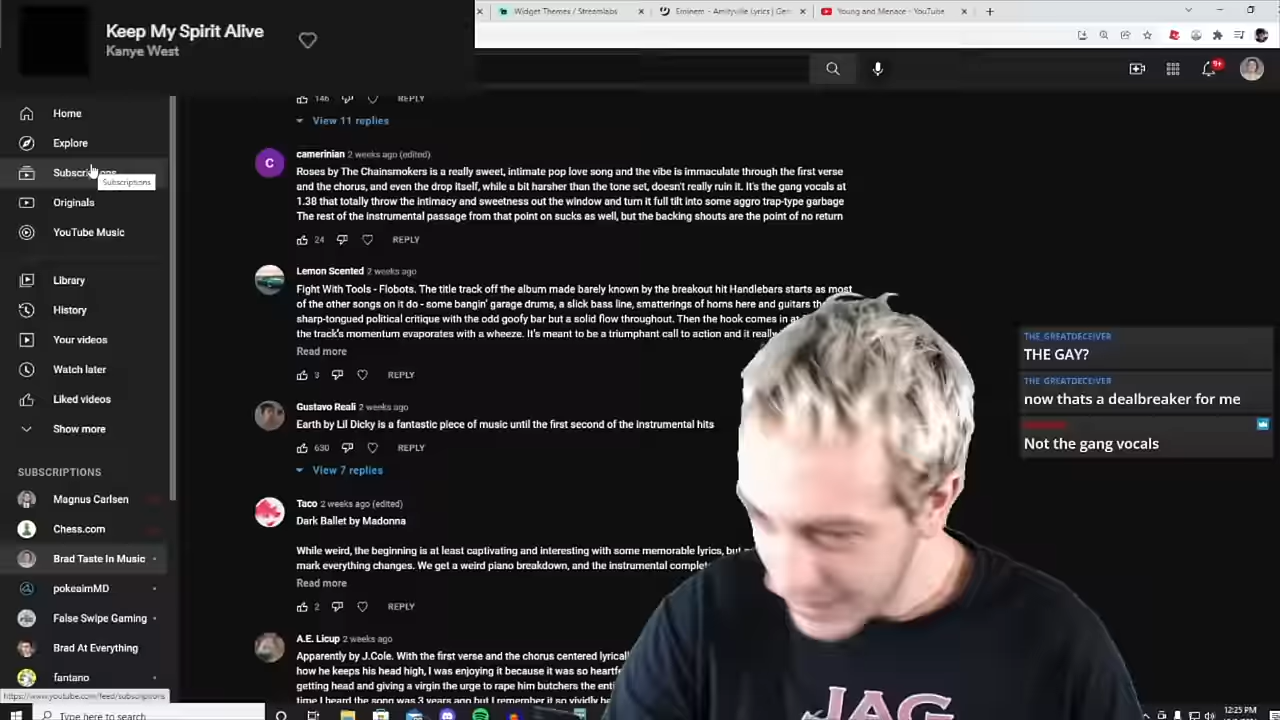 Keep My Spirit Alive
Kanye West
Widget Themes / Streamlabs
Eminem - Amityville Lyrics | Gen
Young and Menace - YouTube
9+
Home
Explore
Subscriptions
Subscriptions
Originals
YouTube Music
Library
History
Your videos
Watch later
Liked videos
Show more
SUBSCRIPTIONS
Magnus Carlsen
Chess.com
Brad Taste In Music
pokeaimMD
False Swipe Gaming
Brad At Everything
fantano
https://www.youtube.com/feed/subscriptions
Type here to search
146 REPLY
View 11 replies
C
camerinian 2 weeks ago (edited)
Roses by The Chainsmokers is a really sweet, intimate pop love song and the vibe is immaculate through the first verse
and the chorus, and even the drop itself, while a bit harsher than the tone set, doesn't really ruin it. It's the gang vocals at
1.38 that totally throw the intimacy and sweetness out the window and turn it full tilt into some aggro trap-type garbage
The rest of the instrumental passage from that point on sucks as well, but the backing shouts are the point of no return
24 REPLY
Lemon Scented 2 weeks ago
Fight With Tools - Flobots. The title track off the album made barely known by the breakout hit Handlebars starts as most
of the other songs on it do - some bangin' garage drums, a slick bass line, smatterings of horns here and guitars
sharp-tongued political critique with the odd goofy bar but a solid flow throughout. Then the hook comes in at
the track's momentum evaporates with a wheeze. It's meant to be a triumphant call to action and it really
Read more
3 REPLY
Gustavo Reali 2 weeks ago
Earth by Lil Dicky is a fantastic piece of music until the first second of the instrumental hits
630 REPLY
View 7 replies
Taco 2 weeks ago (edited)
Dark Ballet by Madonna
While weird, the beginning is at least captivating and interesting with some memorable lyrics,
mark everything changes. We get a weird piano breakdown, and the instrumental
Read more
2 REPLY
A.E. Licup 2 weeks ago
Apparently by J.Cole. With the first verse and the chorus centered
how he keeps his head high, I was enjoying it because it was so
getting head and giving a virgin the urge to rape him butchers the
time I heard the song was 3 years ago but I remember it so
THE_GREATDECEIVER
THE GAY?
THE_GREATDECEIVER
now thats a dealbreaker for me
Not the gang vocals
JAG
12:25 PM